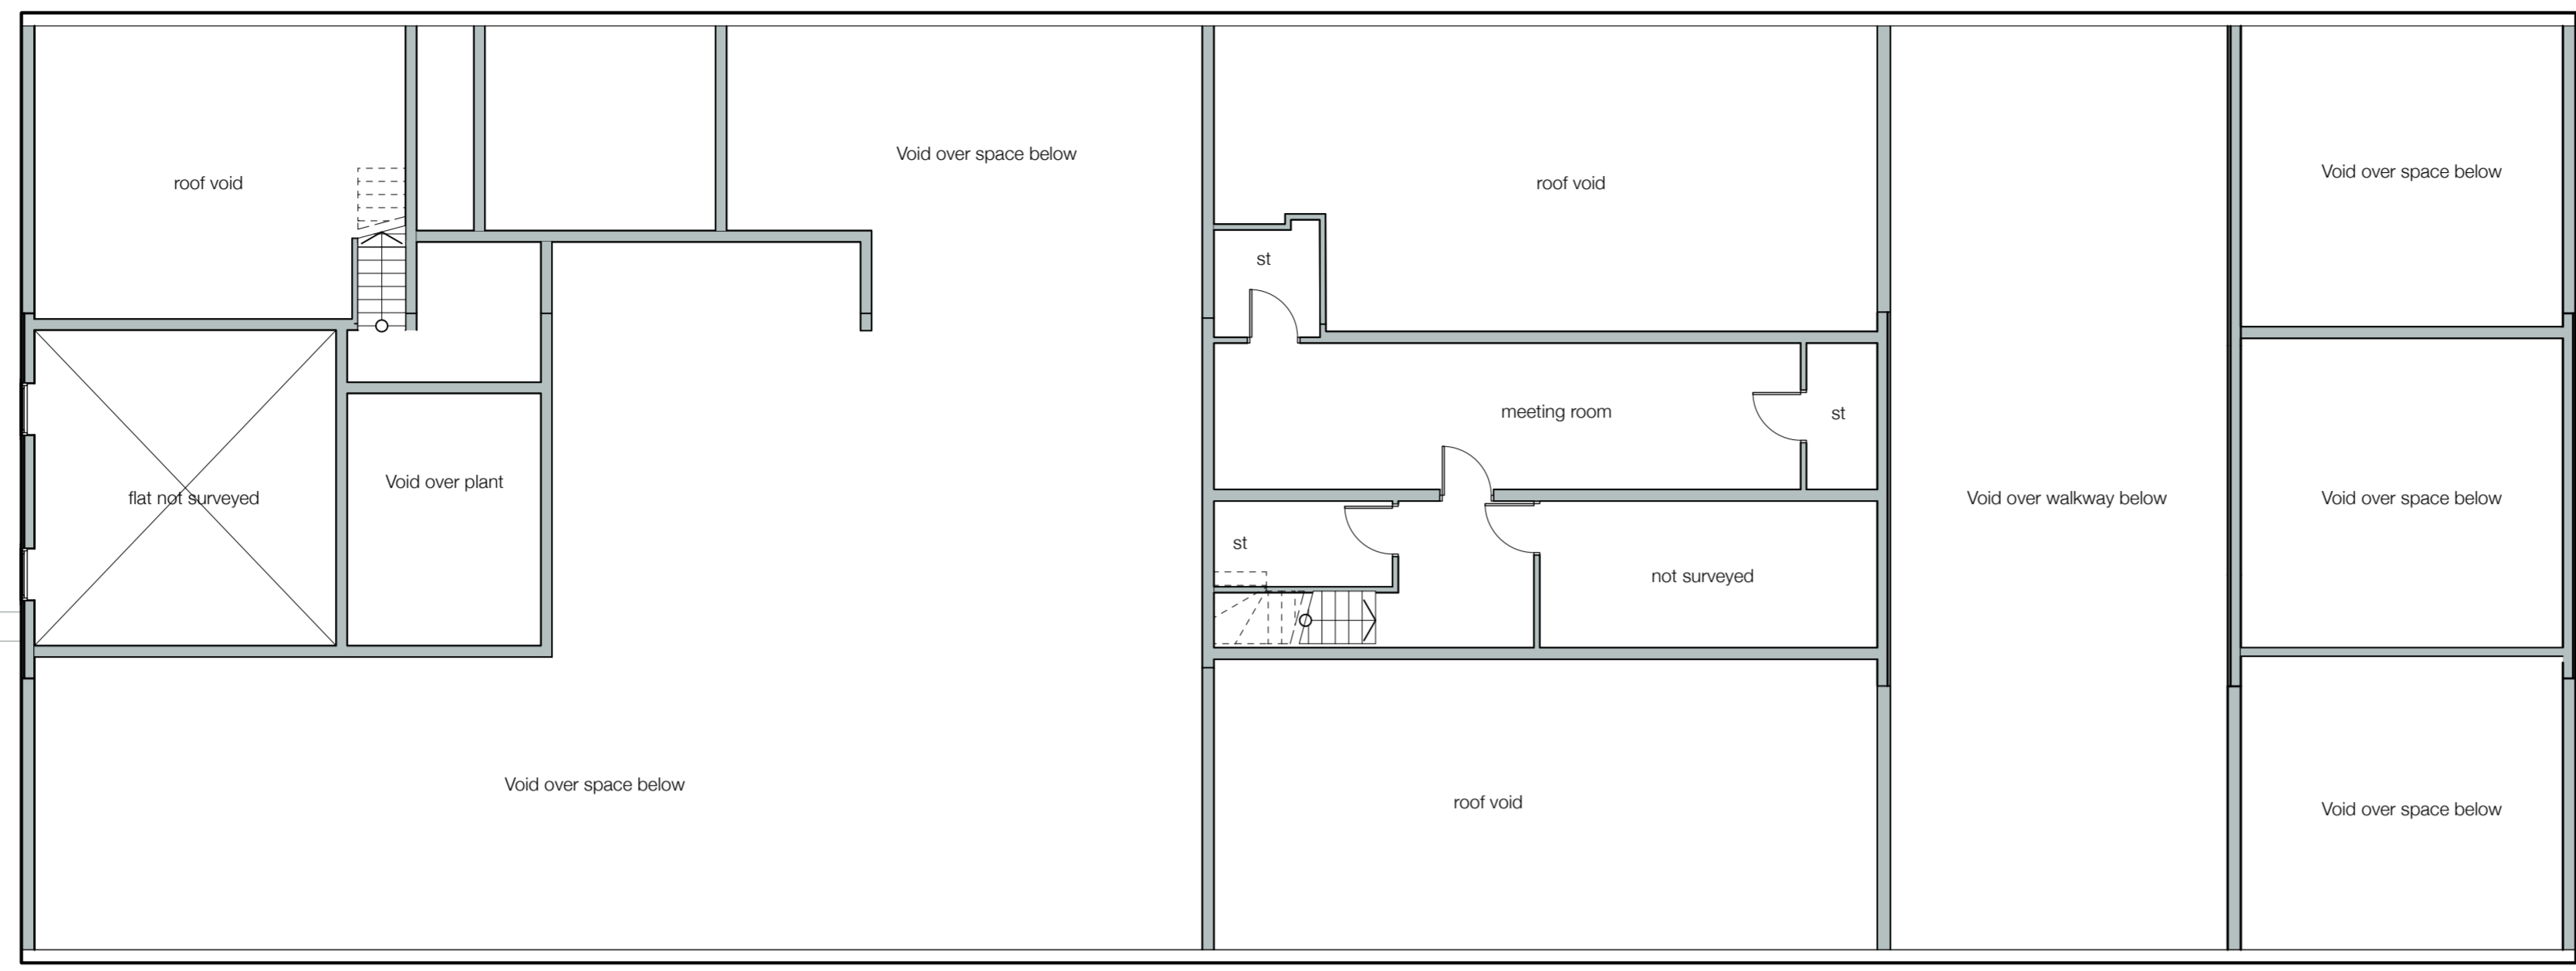 Void over space below
roof void
roof void
Void over space below
st
meeting room
st
Void over plant
flat not surveyed
Void over walkway below
Void over space below
st
not surveyed
Void over space below
roof void
Void over space below